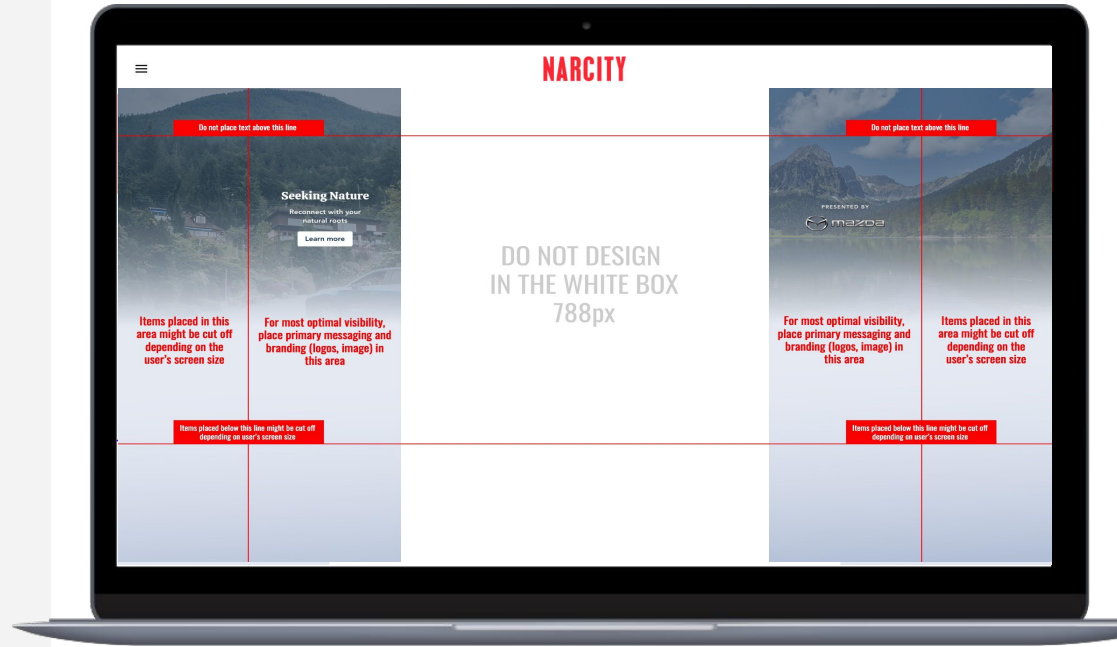 NARCITY
Do not place text above this line
Seeking Nature
Reconnect with your
natural roots
Learn more
Items placed in this
area might be cut off
depending on the
user's screen size
For most optimal visibility,
place primary messaging and
branding (logos, image) in
this area
Items placed below this line might be cut off
depending on user's screen size
DO NOT DESIGN
IN THE WHITE BOX
788px
Do not place text above this line
PRESENTED BY
mazda
For most optimal visibility,
place primary messaging and
branding (logos, image) in
this area
Items placed in this
area might be cut off
depending on the
user's screen size
Items placed below this line might be cut off
depending on user's screen size